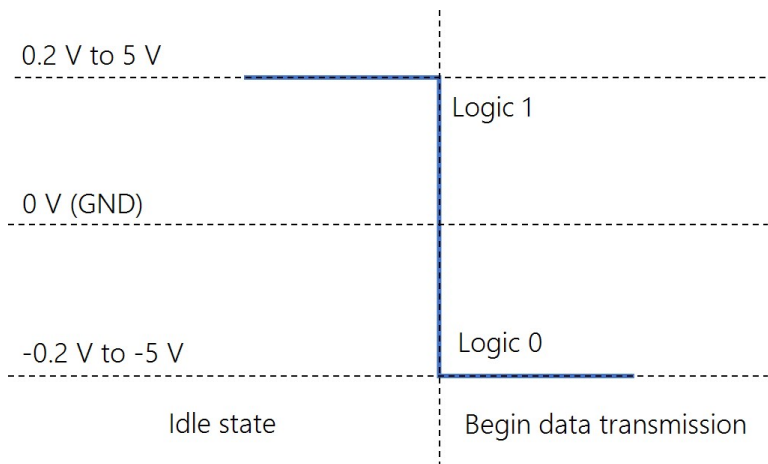 0.2 V to 5 V
Logic 1
0 V (GND)
Logic 0
-0.2 V to -5 V
Idle state
Begin data transmission